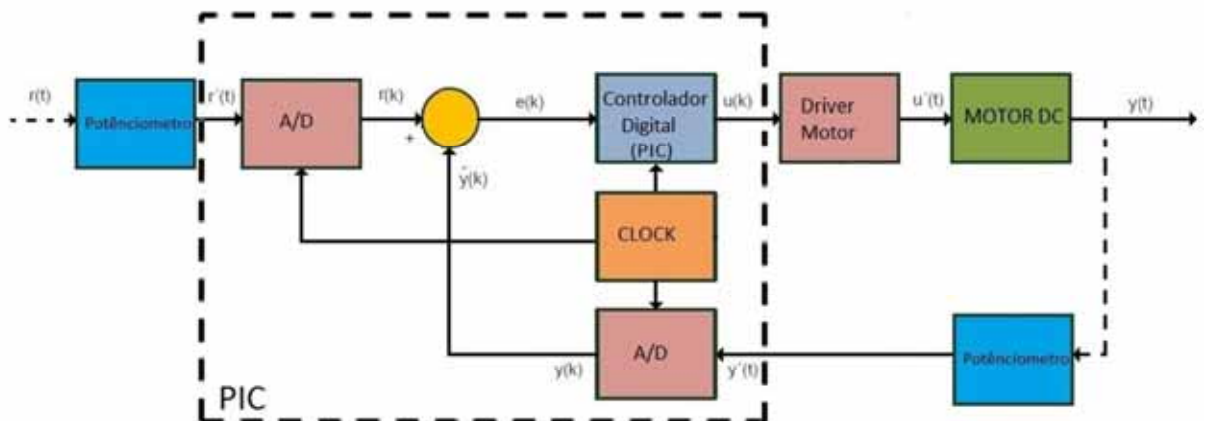 r(t)
Potênciometro
r´(t)
A/D
r(k)
+
-
y(k)
e(k)
Controlador
Digital
(PIC)
u(k)
Driver
Motor
u´(t)
MOTOR DC
y(t)
CLOCK
A/D
y(k)
y´(t)
Potênciometro
PIC